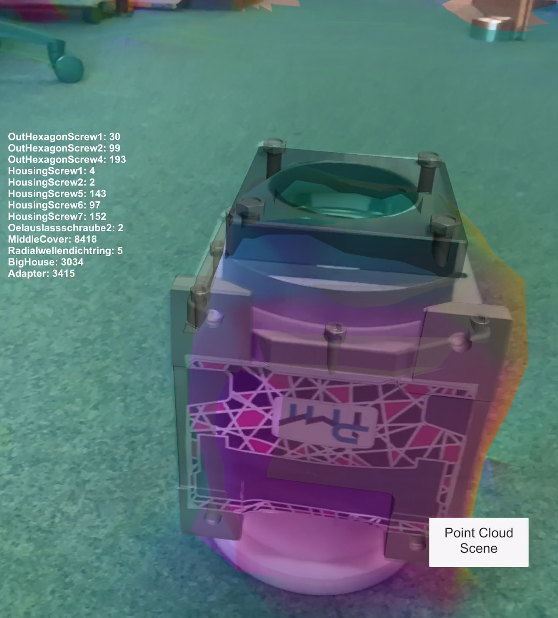 OutHexagonScrew1: 30
OutHexagonScrew2: 99
OutHexagonScrew4: 193
HousingScrew1: 4
HousingScrew2: 2
HousingScrew5: 143
HousingScrew6: 97
HousingScrew7: 152
Oelauslassschraube2: 2
MiddleCover: 8416
Radialwellendichtring: 5
BigHouse: 3034
Adapter: 3415
Point Cloud
Scene